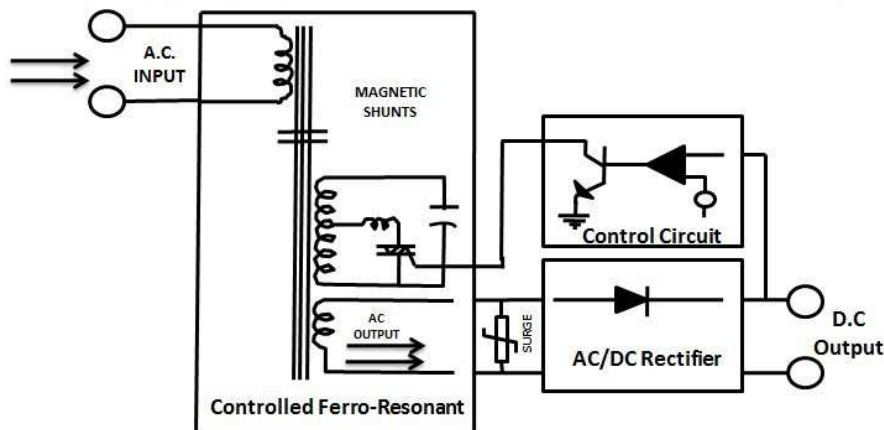 A.C.
INPUT
MAGNETIC
SHUNTS
AC
OUTPUT
Controlled Ferro-Resonant
SURGE
Control Circuit
AC/DC Rectifier
D.C
Output